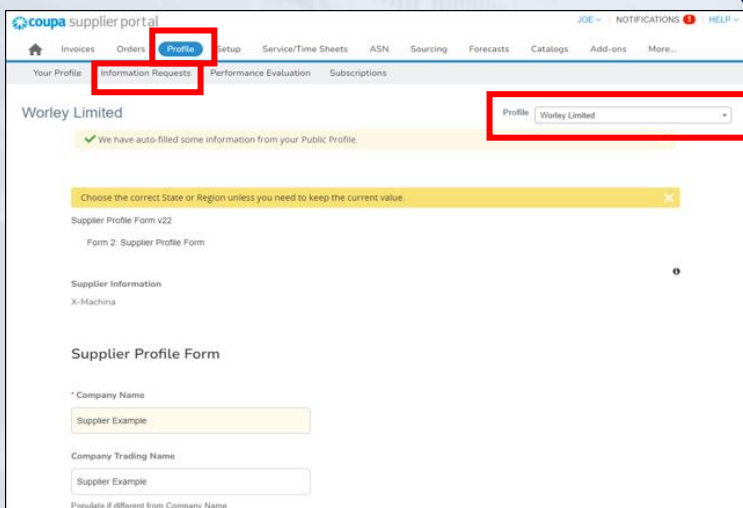 coupa supplier portal
JOE NOTIFICATIONS 1 HELP
Invoices Orders Profile Setup Service/Time Sheets ASN Sourcing Forecasts Catalogs Add-ons More...
Your Profile Information Requests Performance Evaluation Subscriptions
Worley Limited
Profile Worley Limited
We have auto-filled some information from your Public Profile.
Choose the correct State or Region unless you need to keep the current value.
Supplier Profile Form v22
Form 2: Supplier Profile Form
Supplier Information
X-Machina
Supplier Profile Form
* Company Name
Supplier Example
Company Trading Name
Supplier Example
Populate if different from Company Name